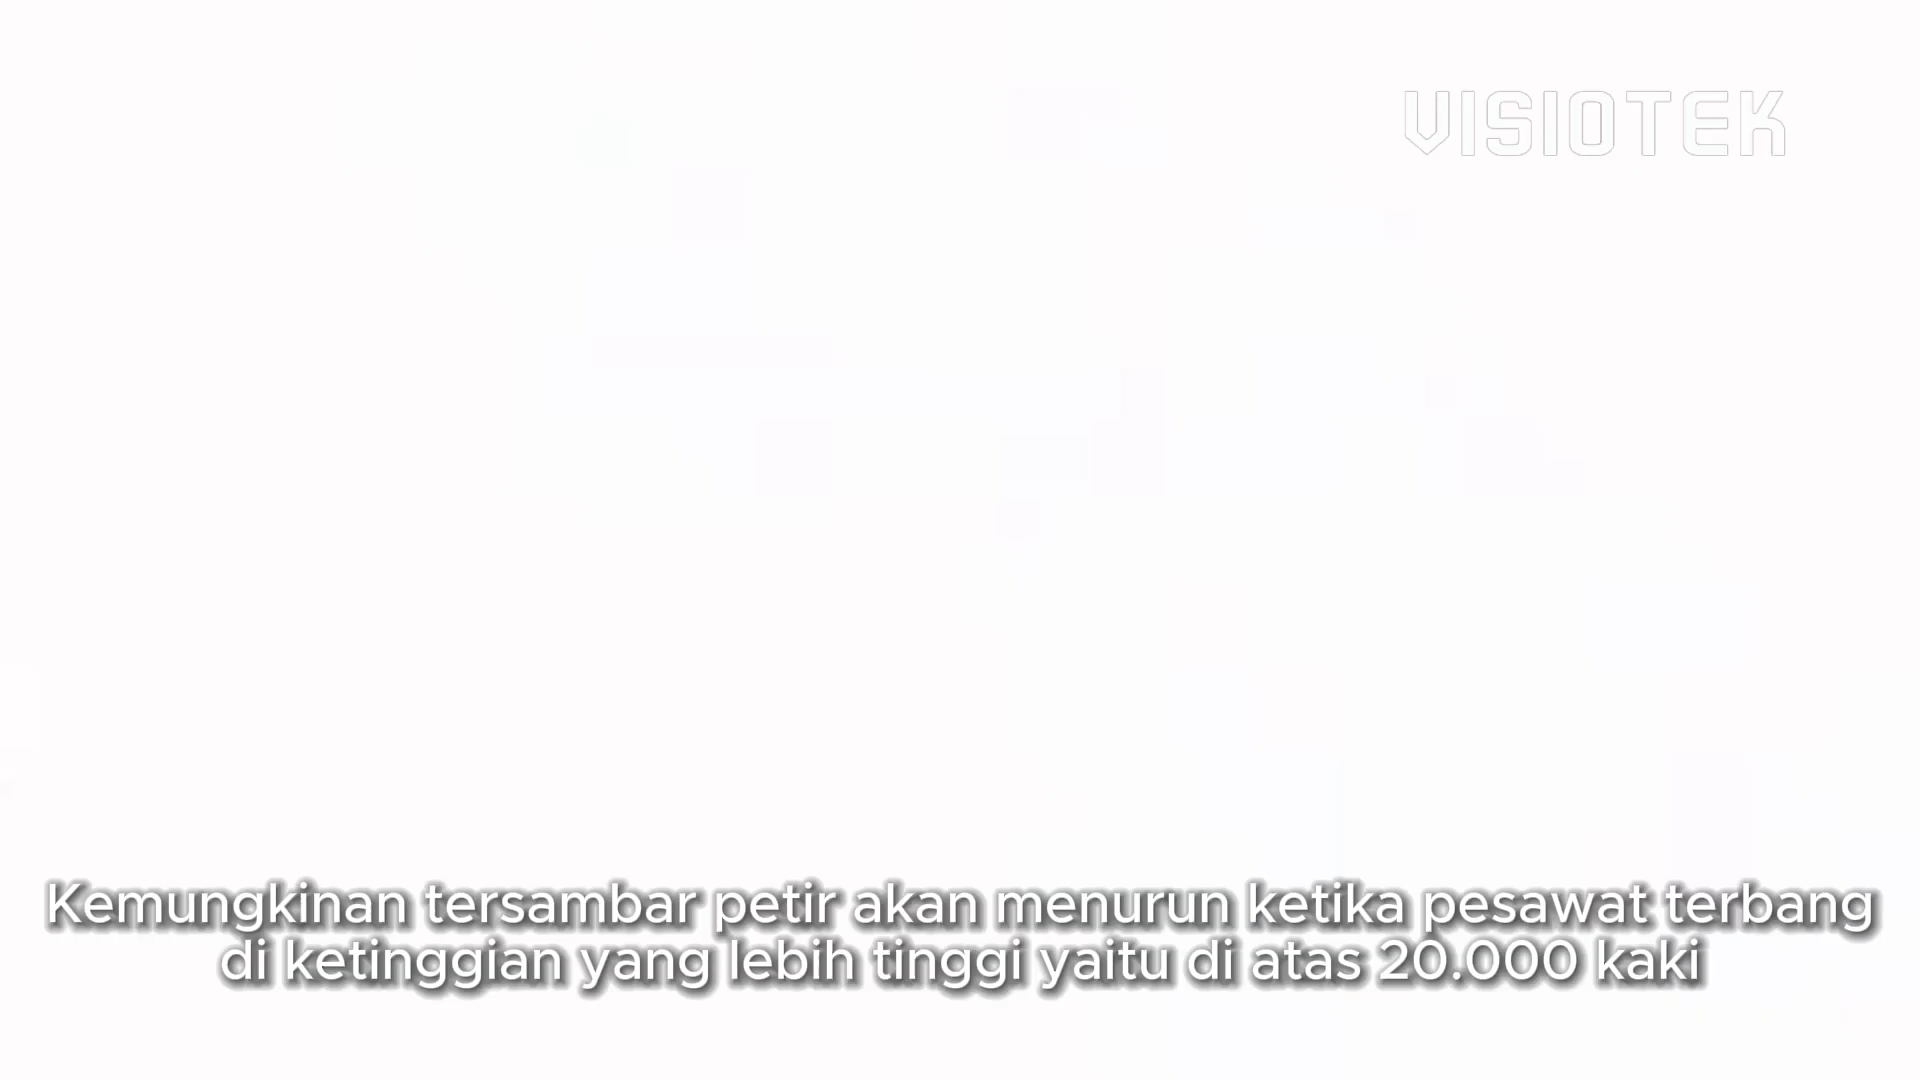 VISIOTEK
Kemungkinan tersambar petir akan menurun ketika pesawat terbang
di ketinggian yang lebih tinggi yaitu di atas 20.000 kaki